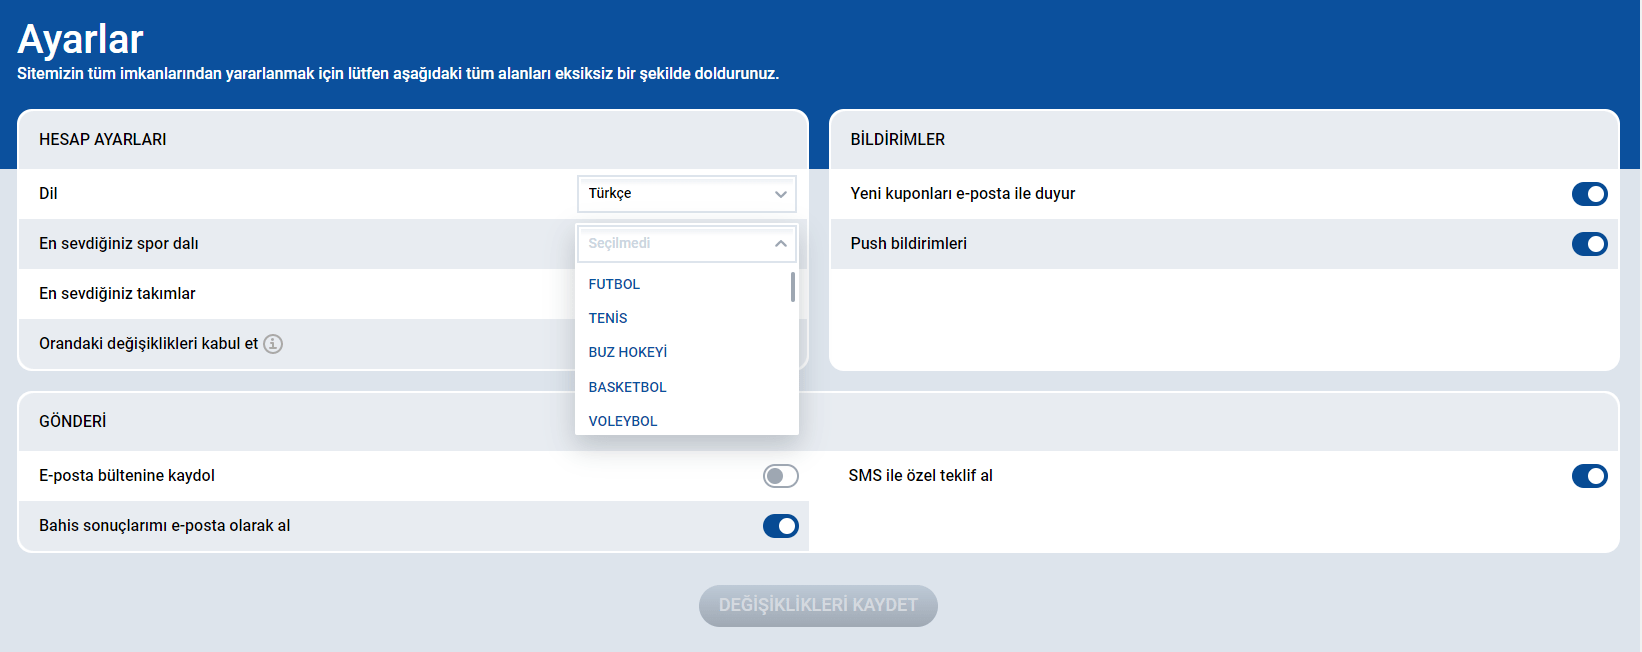 Ayarlar
Sitemizin tüm imkanlarından yararlanmak için lütfen aşağıdaki tüm alanları eksiksiz bir şekilde doldurunuz.
HESAP AYARLARI
Dil
Türkçe
En sevdiğiniz spor dalı
Seçilmedi
FUTBOL
TENİS
BUZ HOKEYİ
BASKETBOL
VOLEYBOL
En sevdiğiniz takımlar
Orandaki değişiklikleri kabul et
BİLDİRİMLER
Yeni kuponları e-posta ile duyur
Push bildirimleri
GÖNDERİ
E-posta bültenine kaydol
SMS ile özel teklif al
Bahis sonuçlarımı e-posta olarak al
DEĞİŞİKLİKLERİ KAYDET